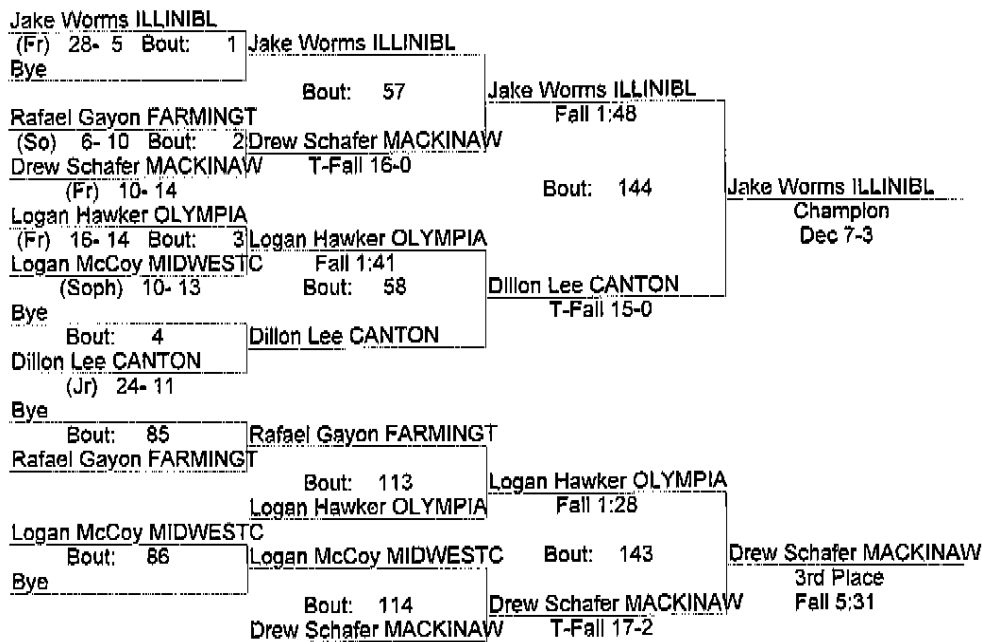 Jake Worms ILLINIBL
(Fr) 28- 5 Bout: 1 Jake Worms ILLINIBL
Bye
Bout: 57 Jake Worms ILLINIBL
Rafael Gayon FARMINGT Fall 1:48
(So) 6- 10 Bout: 2 Drew Schafer MACKINAW
Drew Schafer MACKINAW T-Fall 16-0
(Fr) 10- 14 Bout: 144 Jake Worms ILLINIBL
Logan Hawker OLYMPIA Champion
(Fr) 16- 14 Bout: 3 Logan Hawker OLYMPIA Dec 7-3
Logan McCoy MIDWESTC Fall 1:41
(Soph) 10- 13 Bout: 58 Dillon Lee CANTON
Bye T-Fall 15-0
Bout: 4 Dillon Lee CANTON
Dillon Lee CANTON
(Jr) 24- 11
Bye
Bout: 85 Rafael Gayon FARMINGT
Rafael Gayon FARMINGT
Bout: 113 Logan Hawker OLYMPIA
Logan Hawker OLYMPIA Fall 1:28
Logan McCoy MIDWESTC
Bout: 86 Logan McCoy MIDWESTC Bout: 143 Drew Schafer MACKINAW
Bye 3rd Place
Bout: 114 Drew Schafer MACKINAW Fall 5:31
Drew Schafer MACKINAW T-Fall 17-2